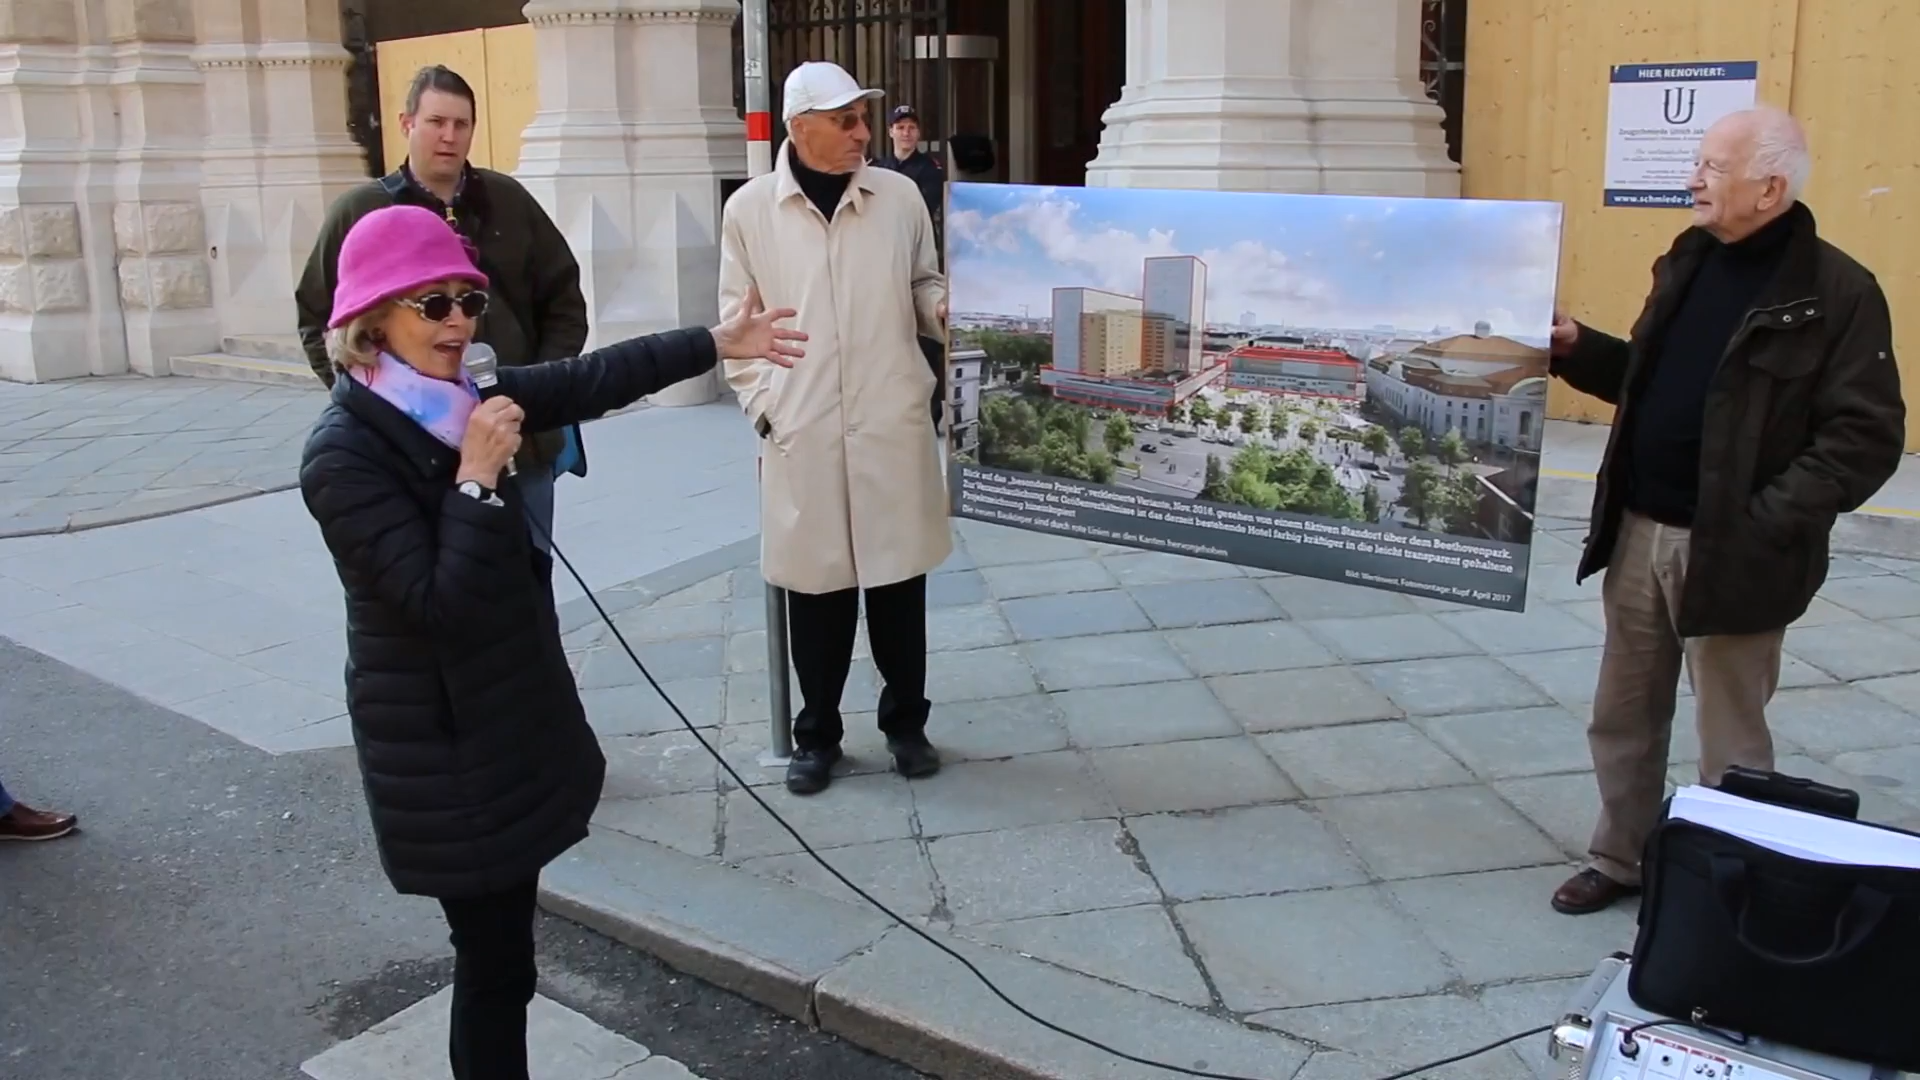 HIER RENOVIERT:
Zeugschmiede Ulrich
www.schmiede-
Blick auf das „besondere Projekt", verkleinerte Variante, Nov. 2016, gesehen von einem fiktiven Standort über dem Beethovenpark.
Zur Veranschaulichung der Größenverhältnisse ist das derzeit bestehende Hotel farbig kräftiger in die leicht transparent gehaltene
Projektzeichnung hineinkopiert
Die neuen Baukörper sind durch rote Linien an den Kanten hervorgehoben
Bild: Wertinvest, Fotomontage: Kupf April 2017